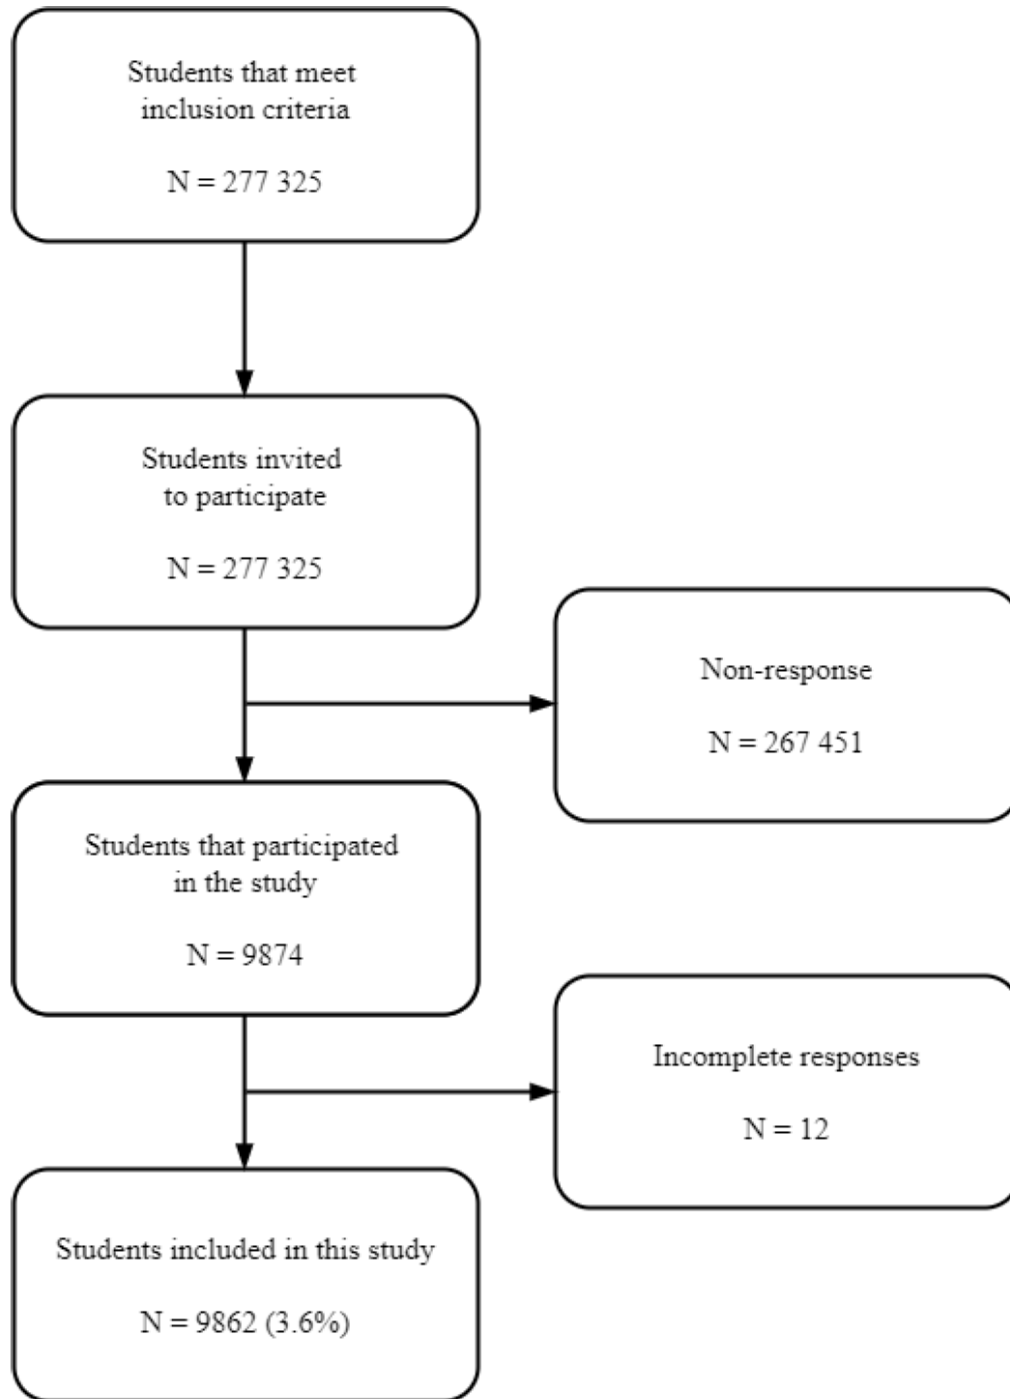 Students that meet
inclusion criteria
N = 277 325
Students invited
to participate
N = 277 325
Non-response
N = 267 451
Students that participated
in the study
N = 9874
Incomplete responses
N = 12
Students included in this study
N = 9862 (3.6%)